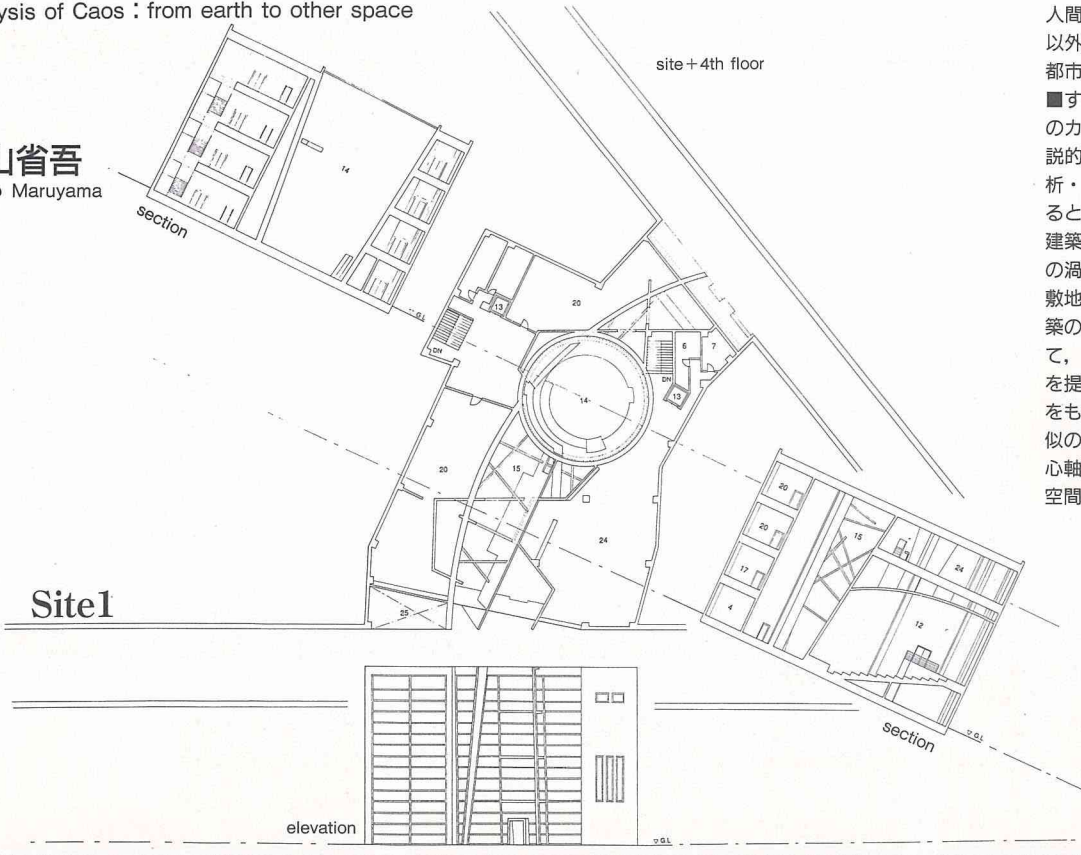 ysis of Caos：from earth to other space
山省吾
o Maruyama
section
G.L
14
site+4th floor
20
13
DN
6
7
DN
13
14
20
15
24
25
Site1
20
20
17
4
15
24
12
section
▽GL
elevation
▽GL
人間
以外
都市
■す
のカ
説的
析・
ると
建築
の渦
敷地
築の
て，
を提
をも
似の
心軸
空間